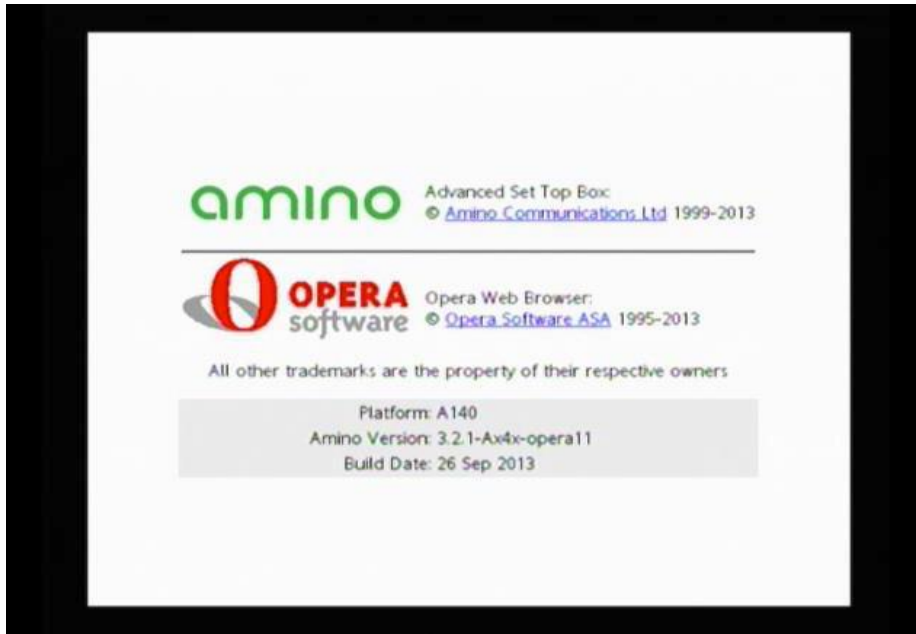 amino
Advanced Set Top Box:
© Amino Communications Ltd 1999-2013
OPERA
software
Opera Web Browser:
© Opera Software ASA 1995-2013
All other trademarks are the property of their respective owners
Platform: A140
Amino Version: 3.2.1-Ax4x-opera11
Build Date: 26 Sep 2013